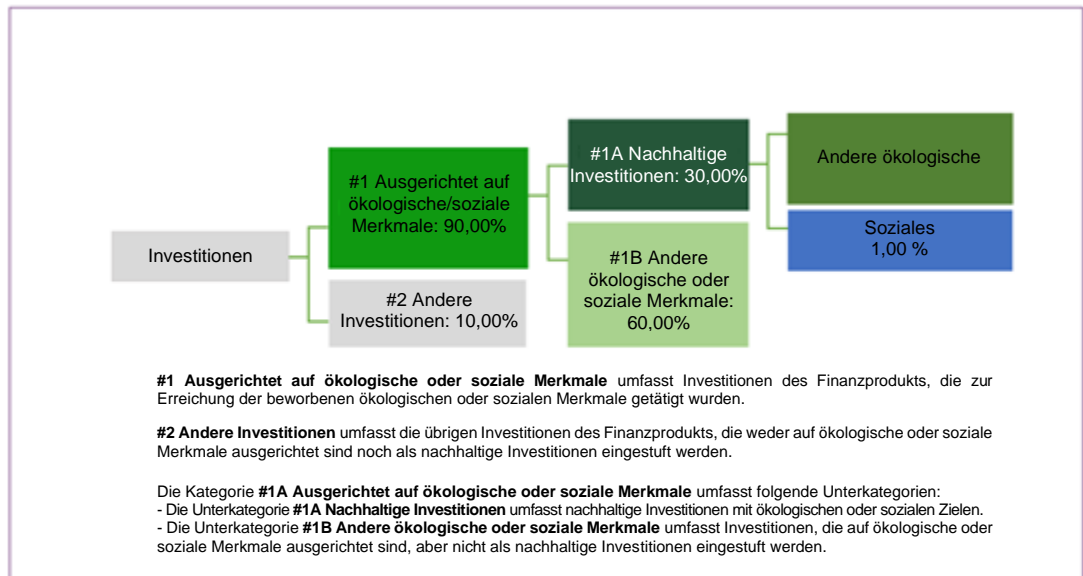 Investitionen
#1 Ausgerichtet auf
ökologische/soziale
Merkmale: 90,00%
#2 Andere
Investitionen: 10,00%
#1A Nachhaltige
Investitionen: 30,00%
#1B Andere
ökologische oder
soziale Merkmale:
60,00%
Andere ökologische
Soziales
1,00 %
#1 Ausgerichtet auf ökologische oder soziale Merkmale umfasst Investitionen des Finanzprodukts, die zur
Erreichung der beworbenen ökologischen oder sozialen Merkmale getätigt wurden.
#2 Andere Investitionen umfasst die übrigen Investitionen des Finanzprodukts, die weder auf ökologische oder soziale
Merkmale ausgerichtet sind noch als nachhaltige Investitionen eingestuft werden.
Die Kategorie #1A Ausgerichtet auf ökologische oder soziale Merkmale umfasst folgende Unterkategorien:
- Die Unterkategorie #1A Nachhaltige Investitionen umfasst nachhaltige Investitionen mit ökologischen oder sozialen Zielen.
- Die Unterkategorie #1B Andere ökologische oder soziale Merkmale umfasst Investitionen, die auf ökologische oder
soziale Merkmale ausgerichtet sind, aber nicht als nachhaltige Investitionen eingestuft werden.